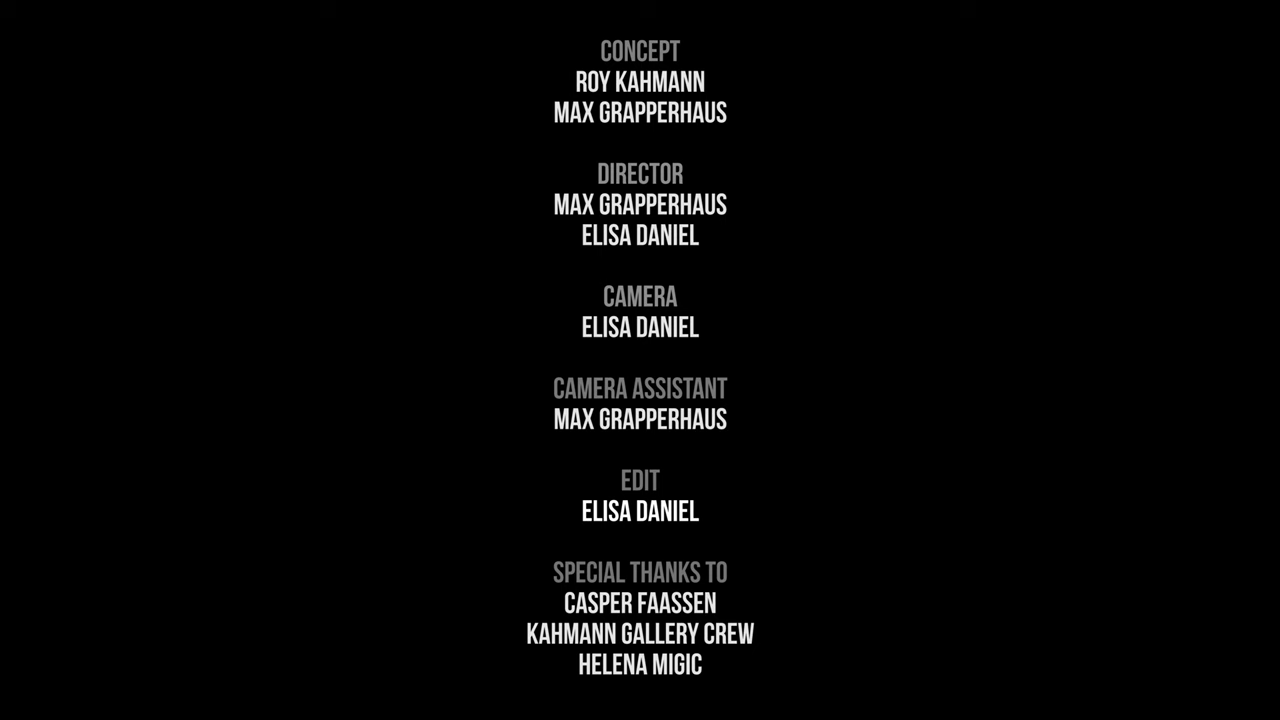 CONCEPT
ROY KAHMANN
MAX GRAPPERHAUS
DIRECTOR
MAX GRAPPERHAUS
ELISA DANIEL
CAMERA
ELISA DANIEL
CAMERA ASSISTANT
MAX GRAPPERHAUS
EDIT
ELISA DANIEL
SPECIAL THANKS TO
CASPER FAASSEN
KAHMANN GALLERY CREW
HELENA MIGIC